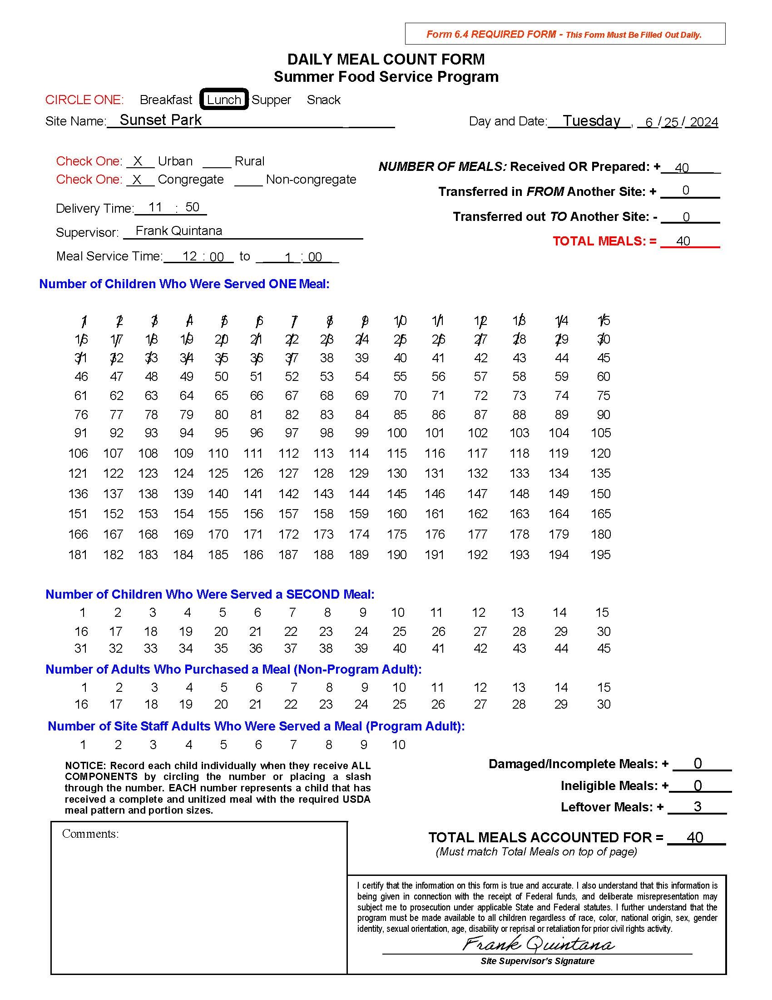 Form 6.4 REQUIRED FORM - This Form Must Be Filled Out Daily.
DAILY MEAL COUNT FORM
Summer Food Service Program
CIRCLE ONE: Breakfast Lunch Supper Snack
Site Name: Sunset Park Day and Date: Tuesday, 6 / 25 / 2024
Check One: X Urban ____ Rural
Check One: X Congregate ____ Non-congregate
Delivery Time: 11 : 50
Supervisor: Frank Quintana
Meal Service Time: 12 : 00 to 1 : 00
NUMBER OF MEALS: Received OR Prepared: + 40
Transferred in FROM Another Site: + 0
Transferred out TO Another Site: - 0
TOTAL MEALS: = 40
Number of Children Who Were Served ONE Meal:
1 2 3 4 5 6 7 8 9 10 11 12 13 14 15
16 17 18 19 20 21 22 23 24 25 26 27 28 29 30
31 32 33 34 35 36 37 38 39 40 41 42 43 44 45
46 47 48 49 50 51 52 53 54 55 56 57 58 59 60
61 62 63 64 65 66 67 68 69 70 71 72 73 74 75
76 77 78 79 80 81 82 83 84 85 86 87 88 89 90
91 92 93 94 95 96 97 98 99 100 101 102 103 104 105
106 107 108 109 110 111 112 113 114 115 116 117 118 119 120
121 122 123 124 125 126 127 128 129 130 131 132 133 134 135
136 137 138 139 140 141 142 143 144 145 146 147 148 149 150
151 152 153 154 155 156 157 158 159 160 161 162 163 164 165
166 167 168 169 170 171 172 173 174 175 176 177 178 179 180
181 182 183 184 185 186 187 188 189 190 191 192 193 194 195
Number of Children Who Were Served a SECOND Meal:
1 2 3 4 5 6 7 8 9 10 11 12 13 14 15
16 17 18 19 20 21 22 23 24 25 26 27 28 29 30
31 32 33 34 35 36 37 38 39 40 41 42 43 44 45
Number of Adults Who Purchased a Meal (Non-Program Adult):
1 2 3 4 5 6 7 8 9 10 11 12 13 14 15
16 17 18 19 20 21 22 23 24 25 26 27 28 29 30
Number of Site Staff Adults Who Were Served a Meal (Program Adult):
1 2 3 4 5 6 7 8 9 10
NOTICE: Record each child individually when they receive ALL
COMPONENTS by circling the number or placing a slash
through the number. EACH number represents a child that has
received a complete and unitized meal with the required USDA
meal pattern and portion sizes.
Damaged/Incomplete Meals: + 0
Ineligible Meals: + 0
Leftover Meals: + 3
TOTAL MEALS ACCOUNTED FOR = 40
(Must match Total Meals on top of page)
Comments:
I certify that the information on this form is true and accurate. I also understand that this information is
being given in connection with the receipt of Federal funds, and deliberate misrepresentation may
subject me to prosecution under applicable State and Federal statutes. I further understand that the
program must be made available to all children regardless of race, color, national origin, sex, gender
identity, sexual orientation, age, disability or reprisal or retaliation for prior civil rights activity.
Frank Quintana
Site Supervisor's Signature